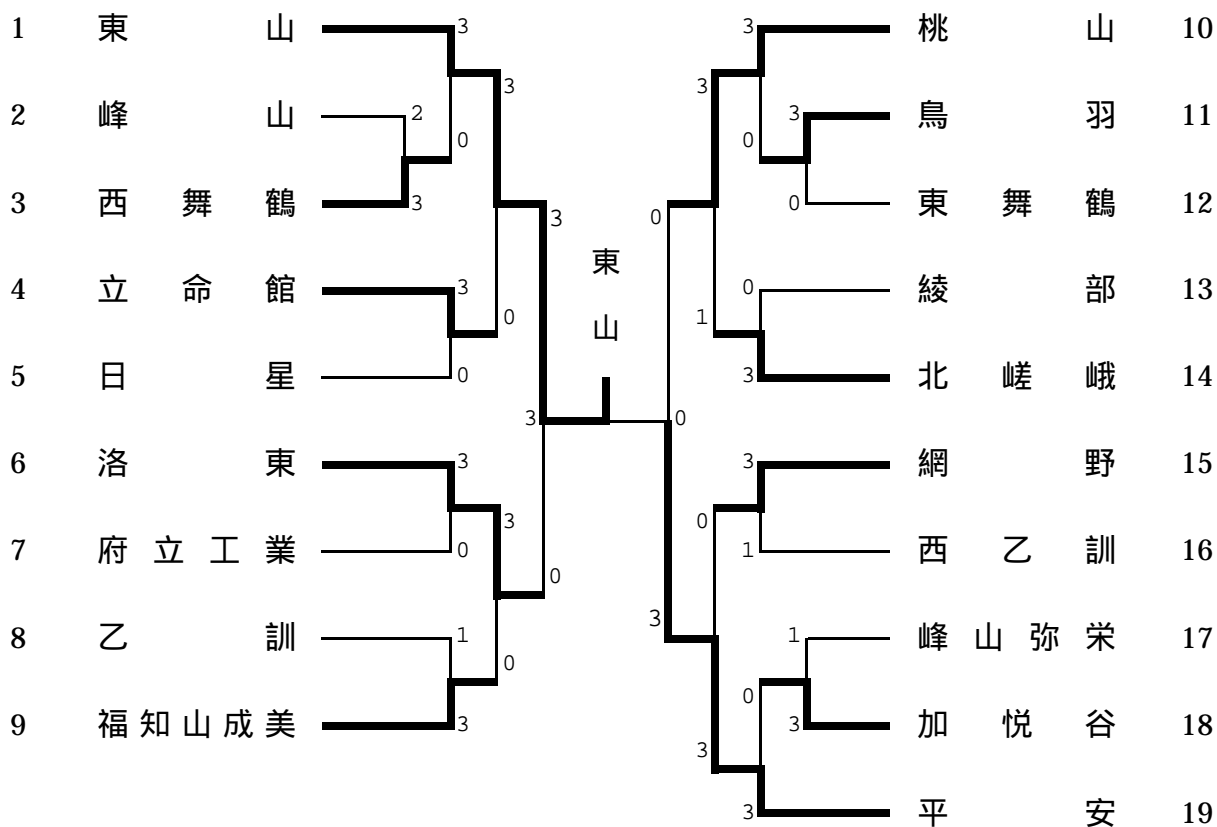 1 東山 3 3 桃山 10
3 3
2 峰山 2 3 鳥羽 11
0 0
3 西舞鶴 3 0 東舞鶴 12
3 0
東山
4 立命館 3 0 綾部 13
0 1
5 日星 0 3 北嵯峨 14
3 0
6 洛東 3 3 網野 15
3 0
7 府立工業 0 1 西乙訓 16
0 3
8 乙訓 1 1 峰山弥栄 17
0 0
9 福知山成美 3 3 加悦谷 18
3
3 平安 19